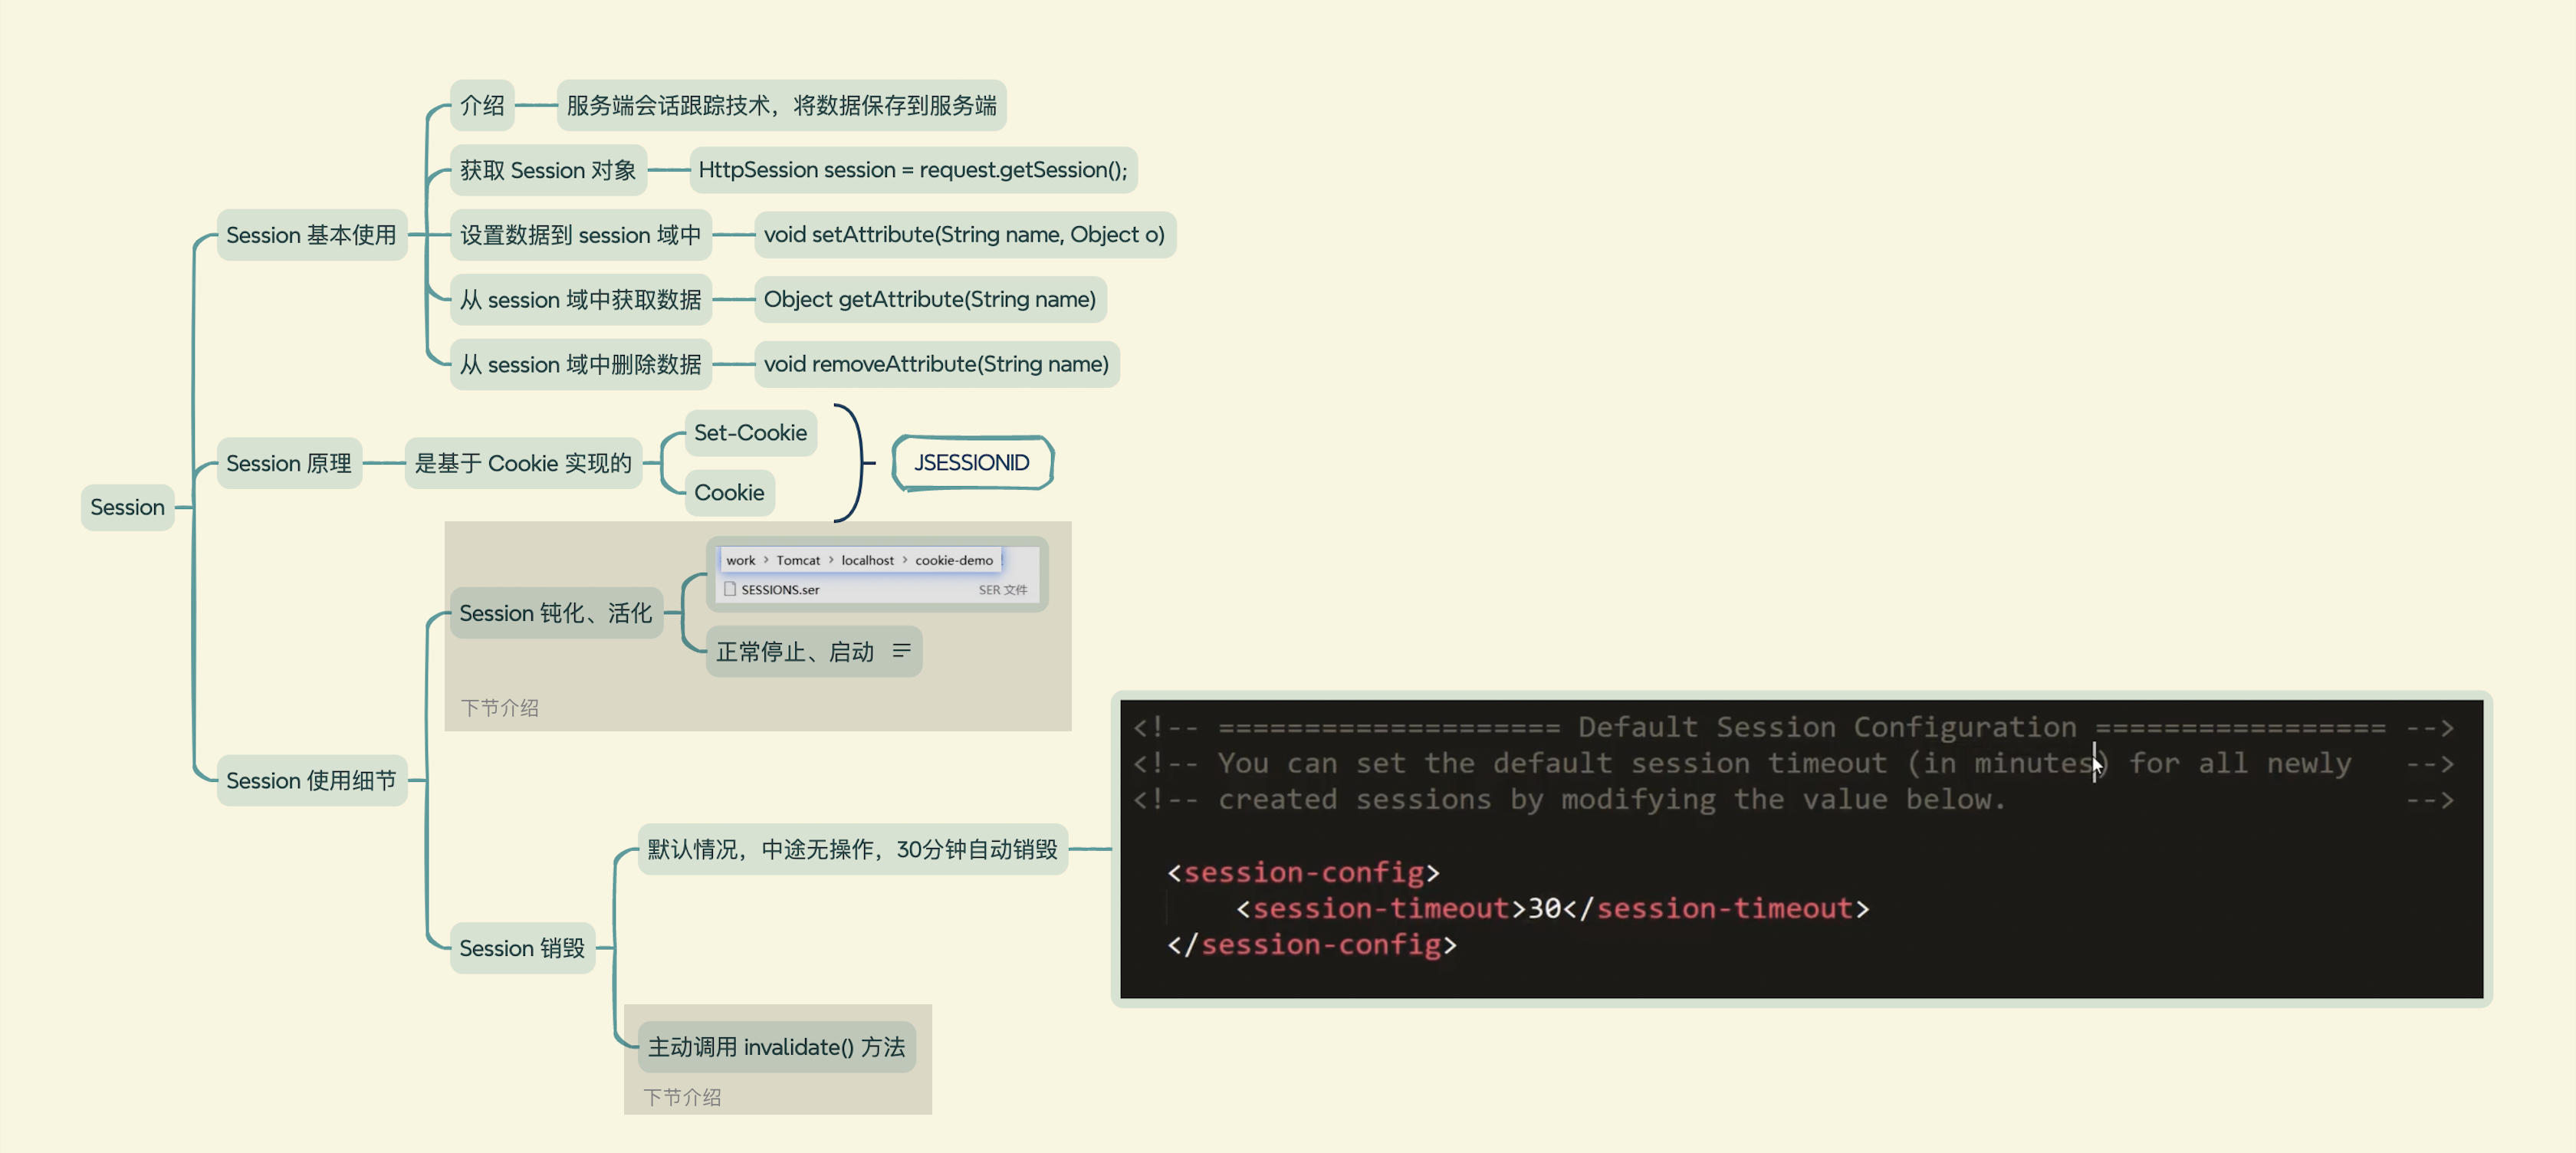 Session
Session 基本使用
介绍
服务端会话跟踪技术，将数据保存到服务端
获取 Session 对象
HttpSession session = request.getSession();
设置数据到 session 域中
void setAttribute(String name, Object o)
从 session 域中获取数据
Object getAttribute(String name)
从 session 域中删除数据
void removeAttribute(String name)
Session 原理
是基于 Cookie 实现的
Set-Cookie
Cookie
JSESSIONID
Session 使用细节
Session 钝化、活化
work > Tomcat > localhost > cookie-demo
SESSIONS.ser SER 文件
正常停止、启动
下节介绍
Session 销毁
默认情况，中途无操作，30分钟自动销毁
<!-- ==================== Default Session Configuration ================= -->
<!-- You can set the default session timeout (in minutes) for all newly   -->
<!-- created sessions by modifying the value below.                       -->
<session-config>
<session-timeout>30</session-timeout>
</session-config>
主动调用 invalidate() 方法
下节介绍